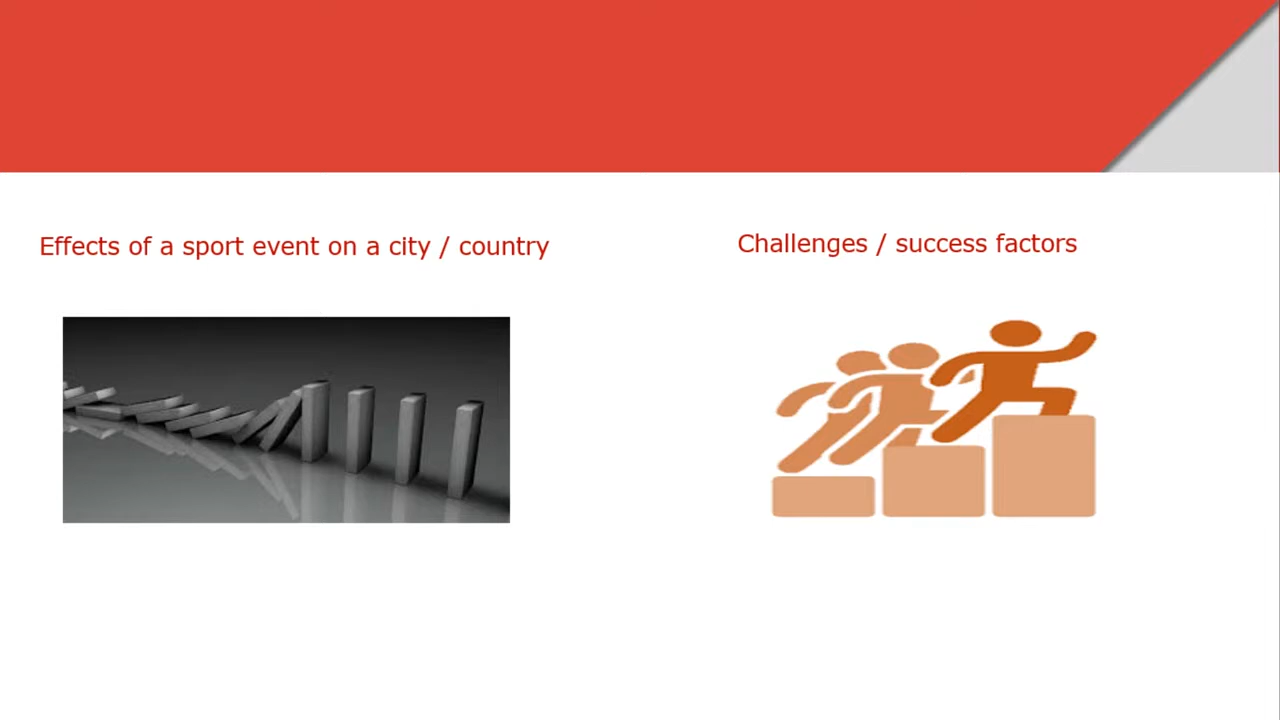 Effects of a sport event on a city / country
Challenges / success factors